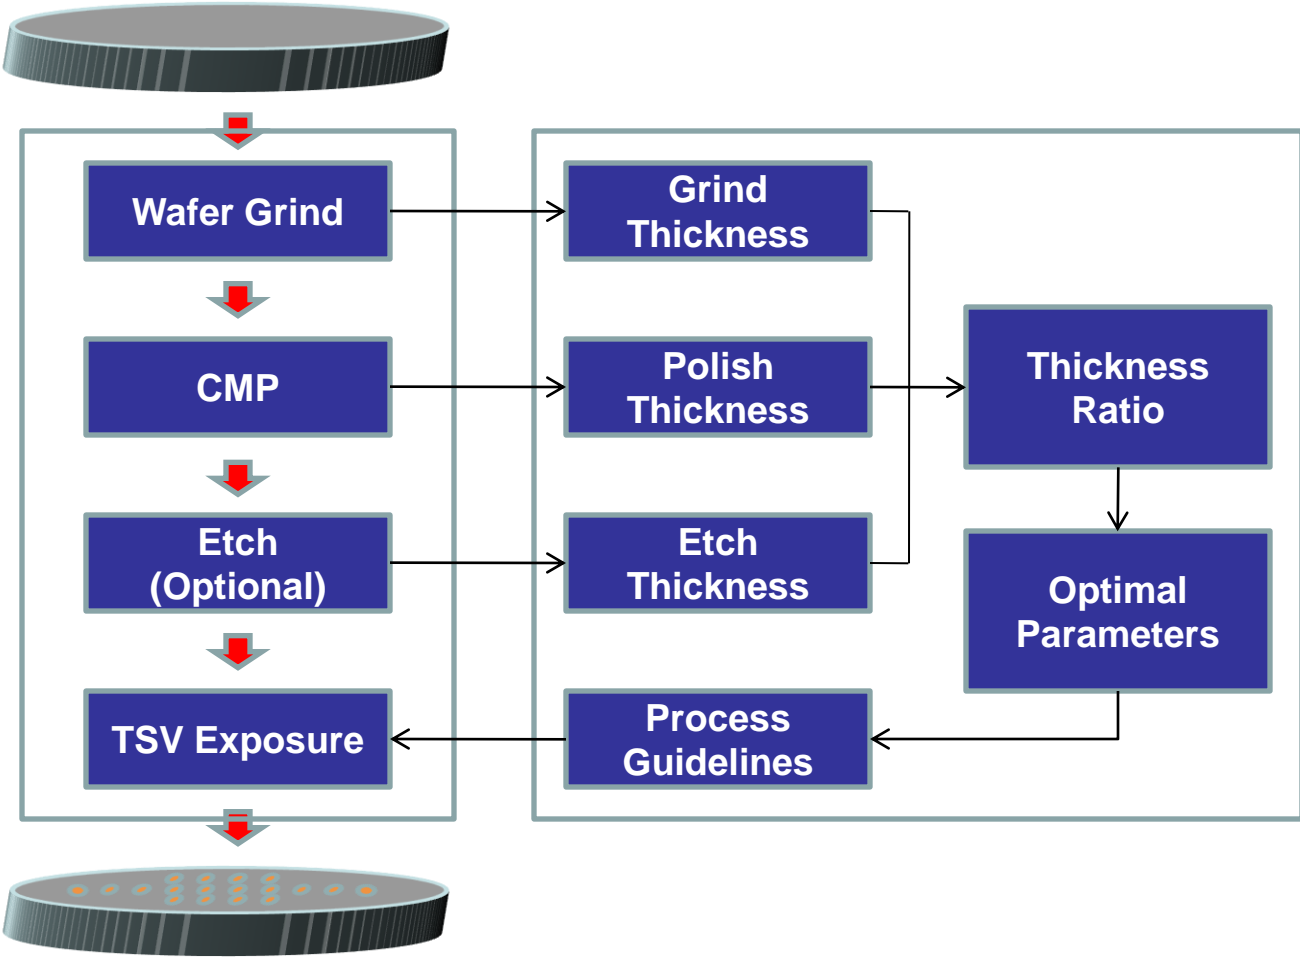 Wafer Grind
Grind
Thickness
CMP
Polish
Thickness
Thickness
Ratio
Etch
(Optional)
Etch
Thickness
Optimal
Parameters
TSV Exposure
Process
Guidelines